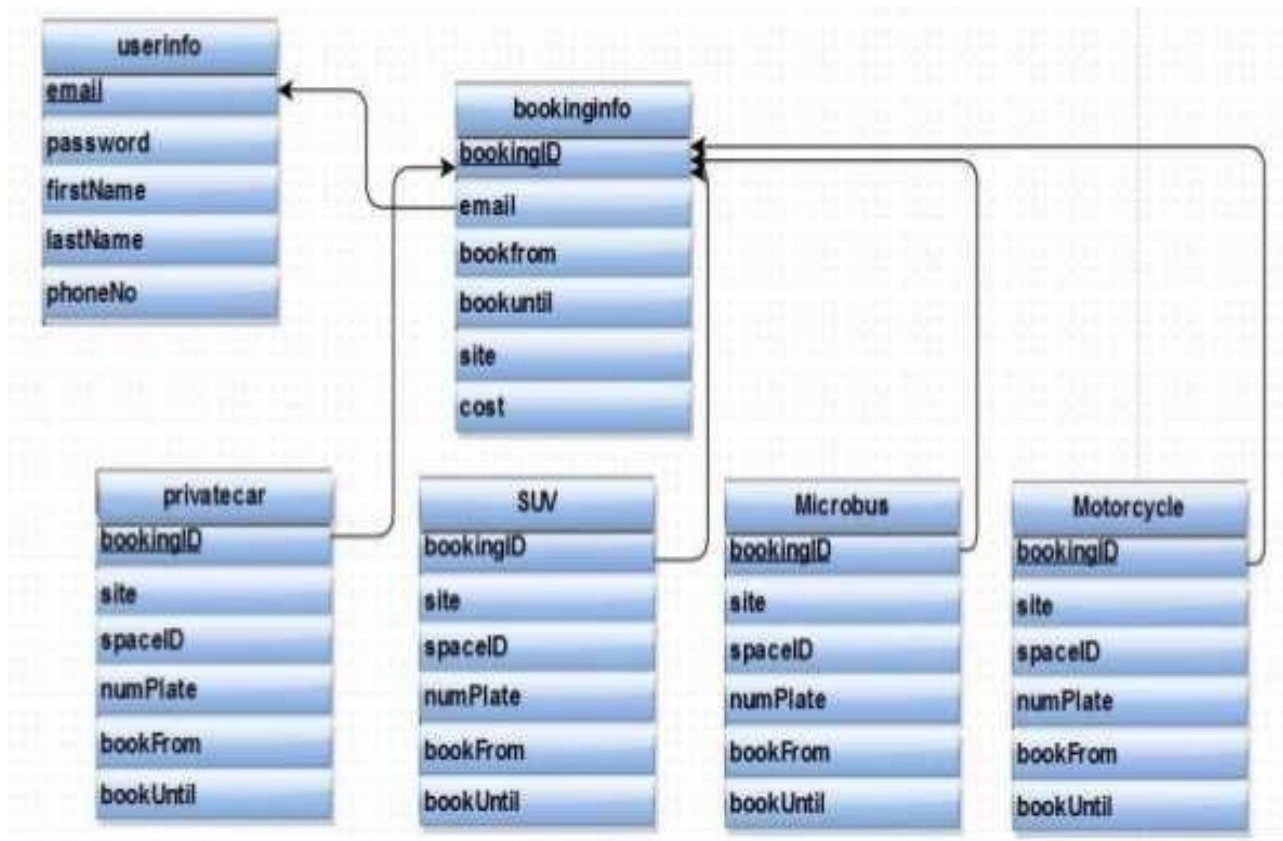 userinfo
email
password
firstName
lastName
phoneNo
bookinginfo
bookingID
email
bookfrom
bookuntil
site
cost
privatecar
bookingID
site
spaceID
numPlate
bookFrom
bookUntil
SUV
bookingID
site
spaceID
numPlate
bookFrom
bookUntil
Microbus
bookingID
site
spaceID
numPlate
bookFrom
bookUntil
Motorcycle
bookingID
site
spaceID
numPlate
bookFrom
bookUntil